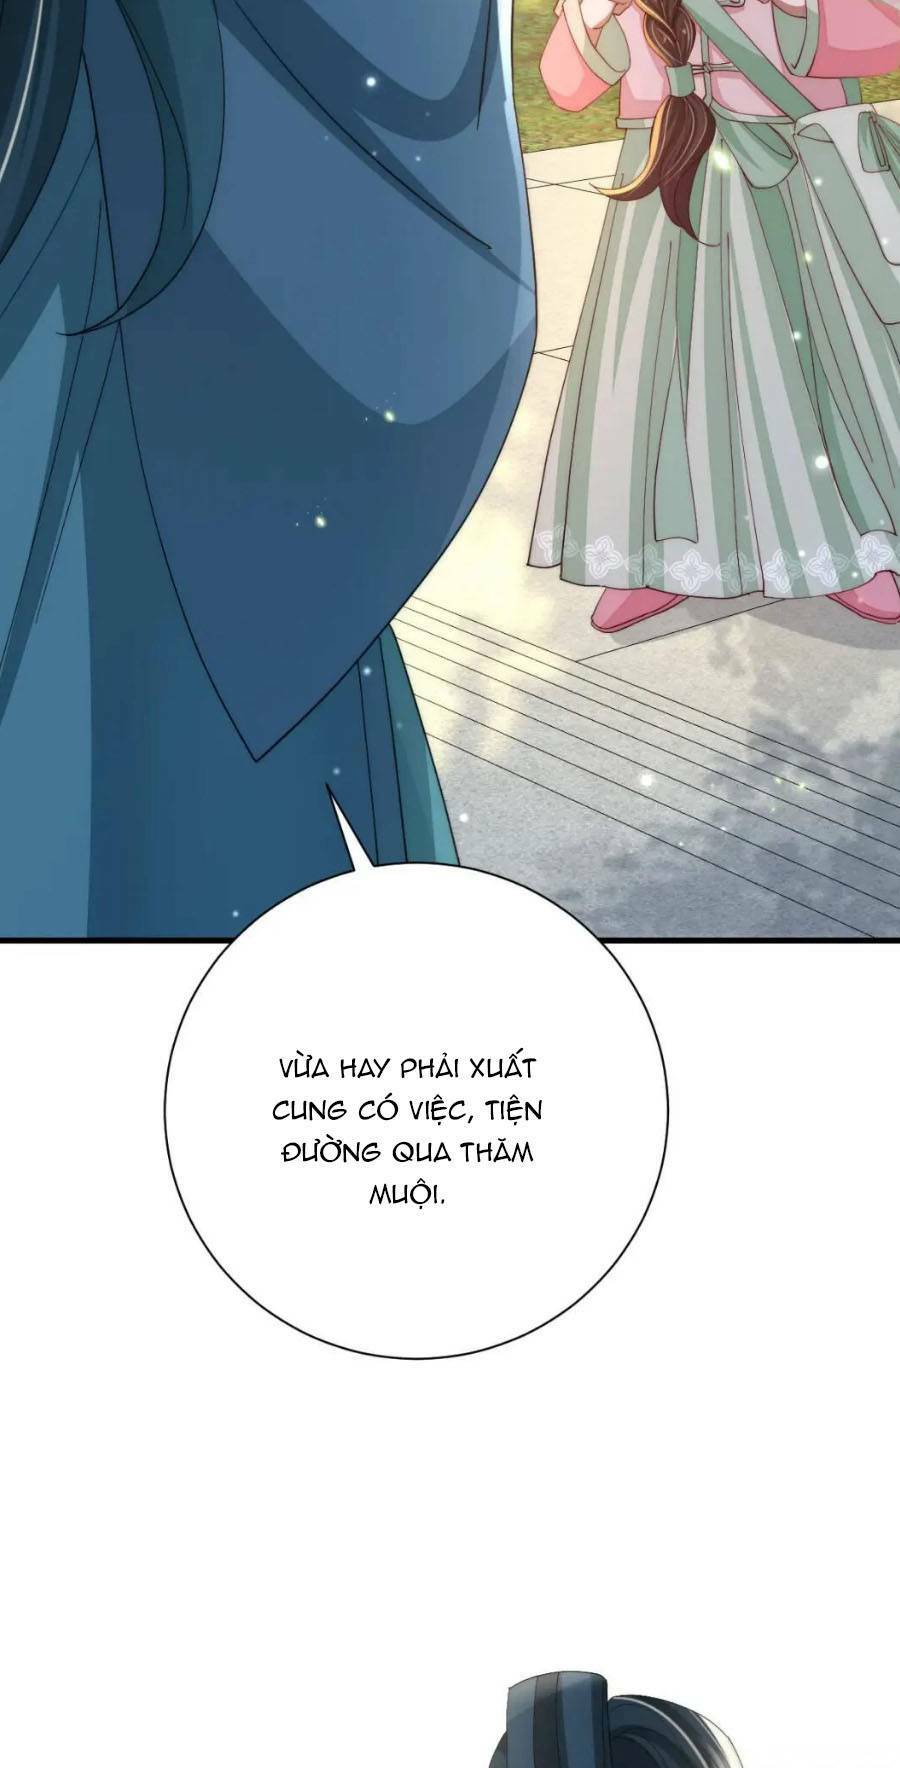 VỪA HAY PHẢI XUẤT
CUNG CÓ VIỆC, TIỆN
ĐƯỜNG QUA THĂM
MUỘI.